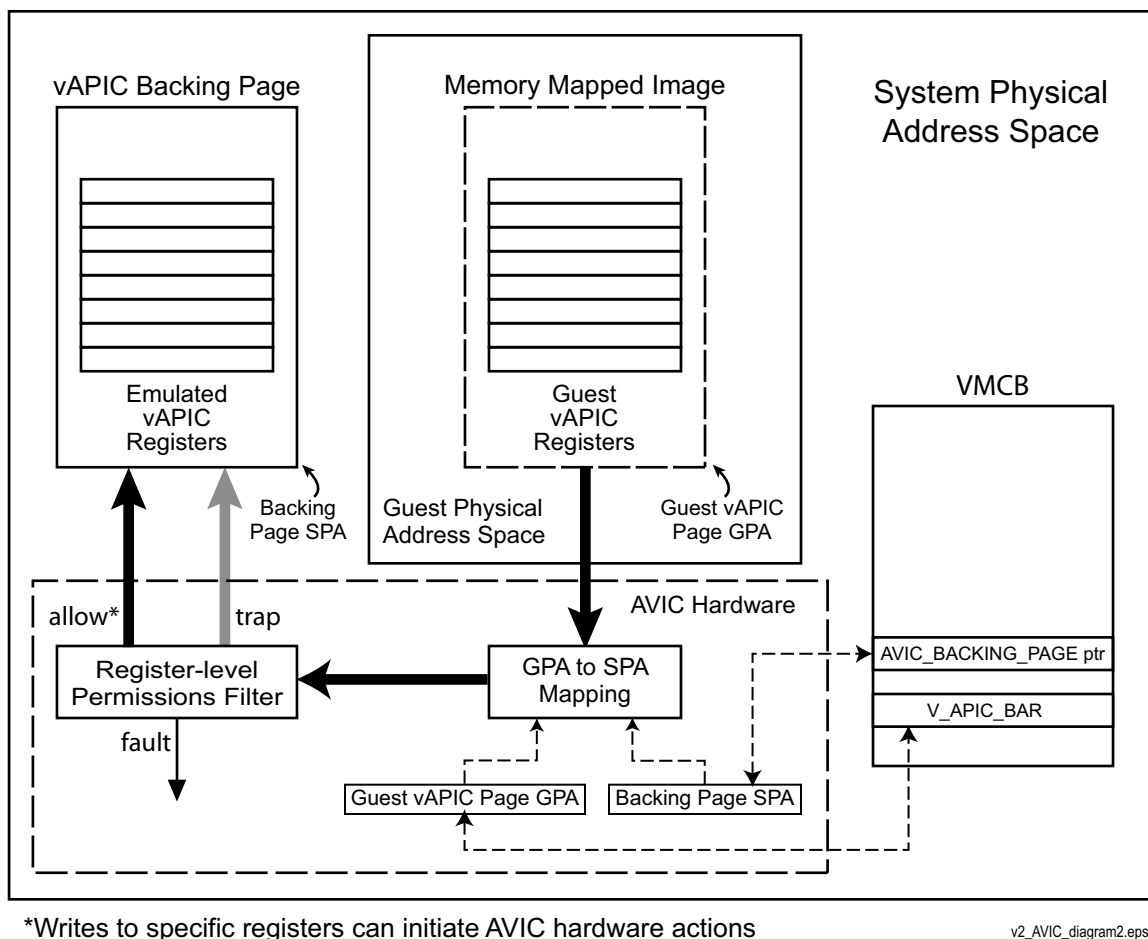 vAPIC Backing Page
Memory Mapped Image
System Physical
Address Space
Emulated
vAPIC
Registers
Guest
vAPIC
Registers
VMCB
Backing
Page SPA
Guest Physical
Address Space
Guest vAPIC
Page GPA
allow*
trap
AVIC Hardware
Register-level
Permissions Filter
GPA to SPA
Mapping
AVIC_BACKING_PAGE ptr
V_APIC_BAR
fault
Guest vAPIC Page GPA
Backing Page SPA
*Writes to specific registers can initiate AVIC hardware actions
v2_AVIC_diagram2.eps